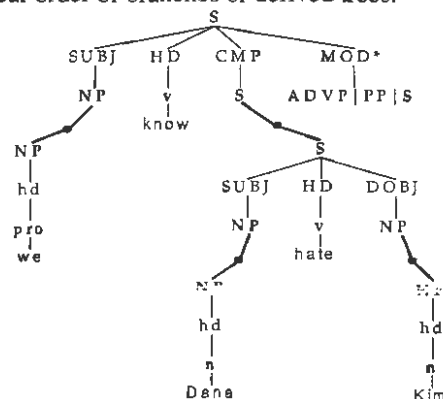 order of branches of derived trees.
S
SUBJ HD CMP MOD*
NP v S ADVP|PP|S
know
NP S
hd SUBJ HD DOBJ
pro NP v NP
we hate
NP
hd hd
n n
Dana Kim